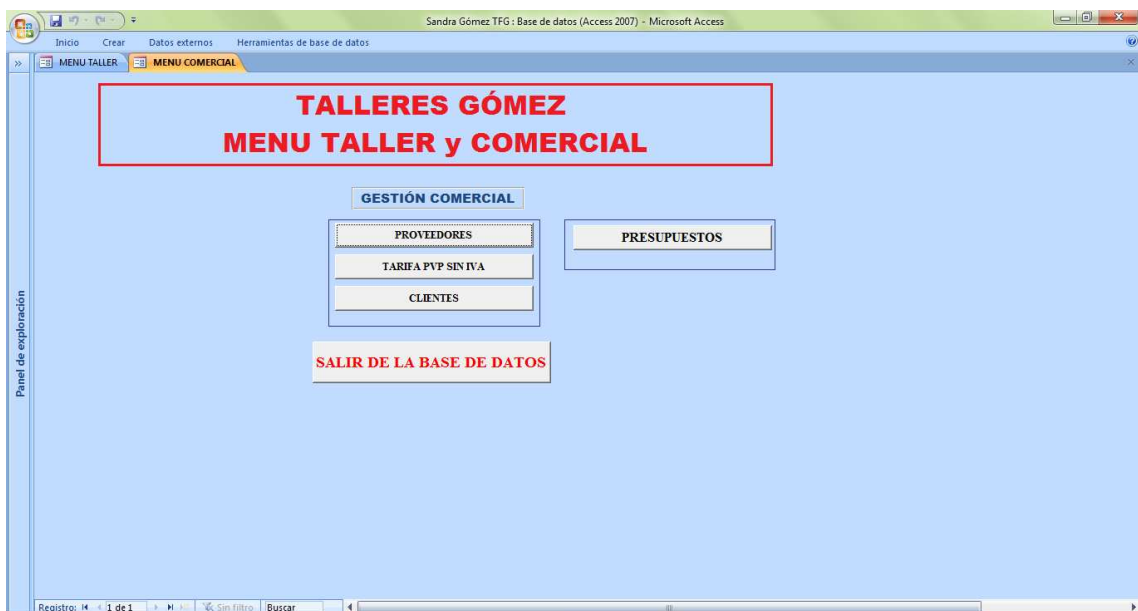 Sandra Gómez TFG : Base de datos (Access 2007) - Microsoft Access
Inicio Crear Datos externos Herramientas de base de datos
MENU TALLER MENU COMERCIAL
TALLERES GÓMEZ
MENU TALLER y COMERCIAL
GESTIÓN COMERCIAL
PROVEEDORES PRESUPUESTOS
TARIFA PVP SIN IVA
CLIENTES
SALIR DE LA BASE DE DATOS
Panel de exploración
Registro: 1 de 1 Sin filtro Buscar